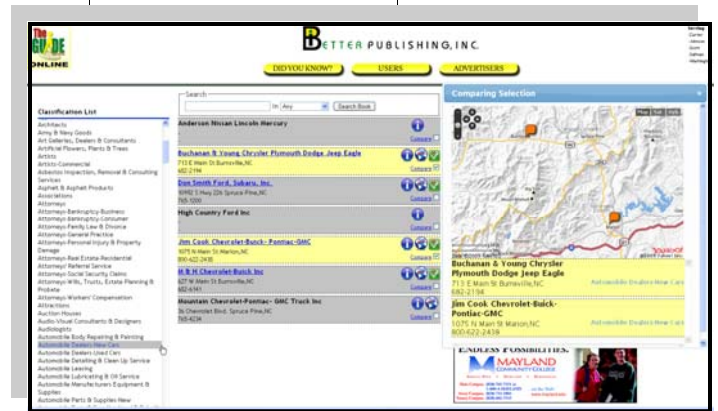 The
GUIDE
ONLINE
BETTER PUBLISHING, INC.
DID YOU KNOW?
USERS
ADVERTISERS
Classification List
Architects
Army & Navy Goods
Art Galleries, Dealers & Consultants
Artificial Flowers, Plants & Trees
Artists
Artists-Commercial
Asbestos Inspection, Removal & Consulting
Services
Asphalt & Asphalt Products
Associations
Attorneys
Attorneys-Bankruptcy-Business
Attorneys-Bankruptcy-Consumer
Attorneys-Family Law & Divorce
Attorneys-General Practice
Attorneys-Personal Injury & Property
Damage
Attorneys-Real Estate Residential
Attorneys' Referral Service
Attorneys-Social Security Claims
Attorneys-Wills, Trusts, Estate Planning &
Probate
Attorneys-Workers' Compensation
Attractions
Auction Houses
Audio-Visual Consultants & Designers
Audiologists
Automobile Body Repairing & Painting
Automobile Dealers-New Cars
Automobile Dealers-Used Cars
Automobile Detailing & Clean Up Service
Automobile Leasing
Automobile Lubricating & Oil Service
Automobile Manufacturers Equipment &
Supplies
Automobile Parts & Supplies-New
Search
in Any
Search Book
Anderson Nissan Lincoln Mercury
Compare
Buchanan & Young Chrysler Plymouth Dodge Jeep Eagle
713 E Main St Burnsville,NC
682-2194
Compare
Don Smith Ford, Subaru, Inc.
Spruce Pine,NC
765-1200
Compare
High Country Ford Inc
Compare
Jim Cook Chevrolet-Buick- Pontiac-GMC
1075 N Main St Marion,NC
800-622-2438
Compare
M & H Chevrolet-Buick Inc
627 W Main St Burnsville,NC
682-6141
Compare
Mountain Chevrolet-Pontiac- GMC Truck Inc
Chevrolet Blvd. Spruce Pine,NC
765-4234
Compare
Comparing Selection
YAHOO!
Buchanan & Young Chrysler
Plymouth Dodge Jeep Eagle
713 E Main St Burnsville,NC
682-2194
Automobile Dealers-New Cars
Jim Cook Chevrolet-Buick-
Pontiac-GMC
1075 N Main St Marion,NC
800-622-2438
Automobile Dealers-New Cars
ENDLESS POSSIBILITIES.
MAYLAND
COMMUNITY COLLEGE